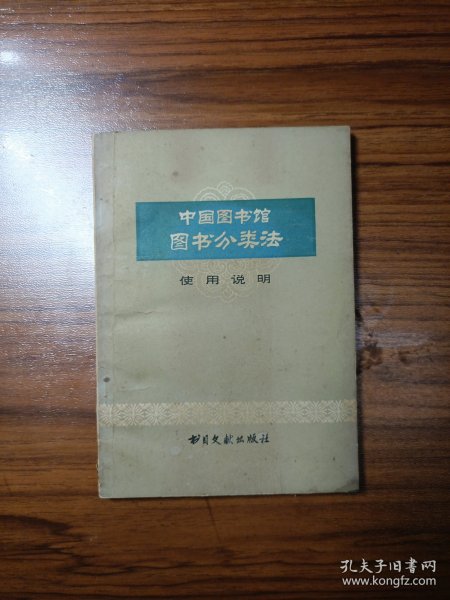 中国图书馆
图书分类法
使用说明
书目文献出版社
孔夫子旧书网
www.kongfz.com